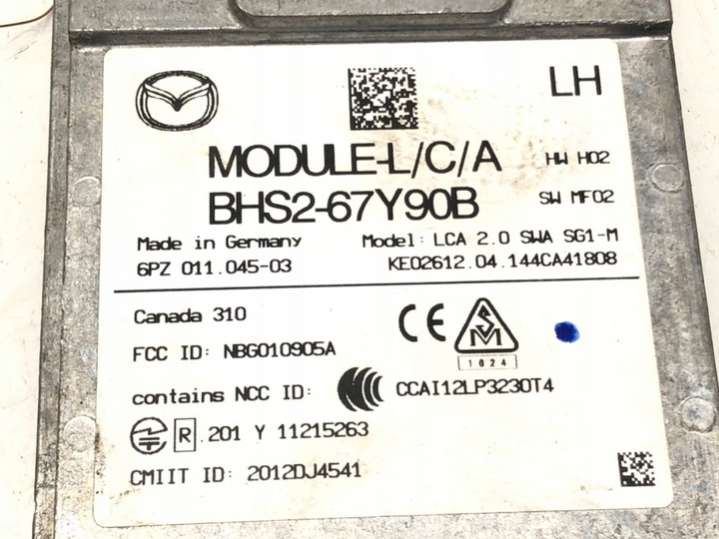 LH
MODULE-L/C/A HW H02
BHS2-67Y90B SW MF02
Made in Germany Model: LCA 2.0 SWA SG1-M
6PZ 011.045-03 KE02612.04.144CA41808
Canada 310
CE S M
FCC ID: NBG010905A
1024
contains NCC ID: CCAI12LP3230T4
R 201 Y 11215263
CMIIT ID: 2012DJ4541